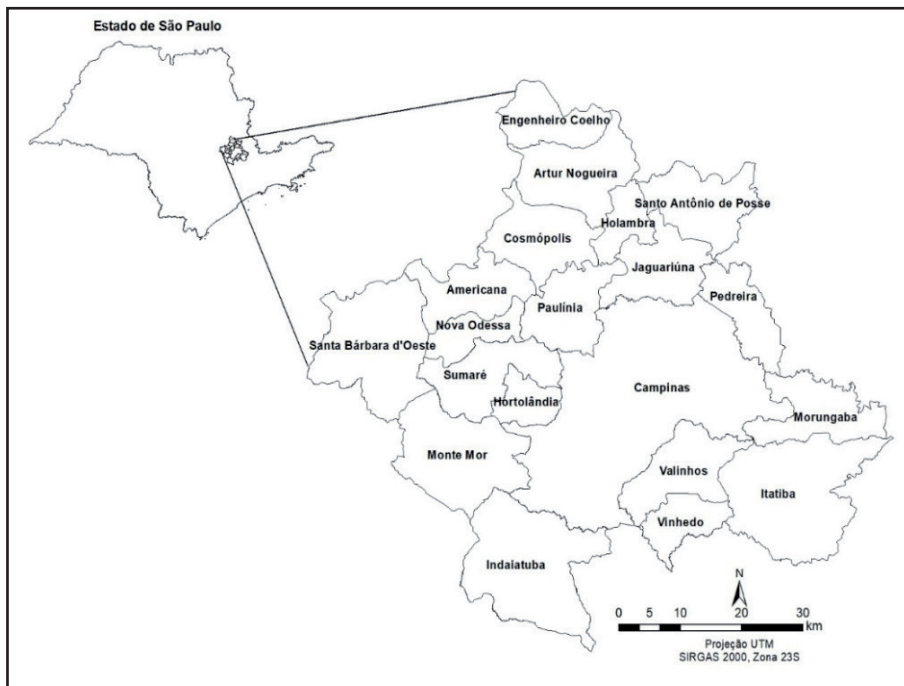 Estado de São Paulo
Engenheiro Coelho
Artur Nogueira
Santo Antônio de Posse
Holambra
Cosmópolis
Jaguariúna
Americana
Pedreira
Paulínia
Nova Odessa
Santa Bárbara d'Oeste
Sumaré
Campinas
Hortolândia
Morungaba
Monte Mor
Valinhos
Itatiba
Vinhedo
Indaiatuba
N
0 5 10 20 30
km
Projeção UTM
SIRGAS 2000, Zona 23S